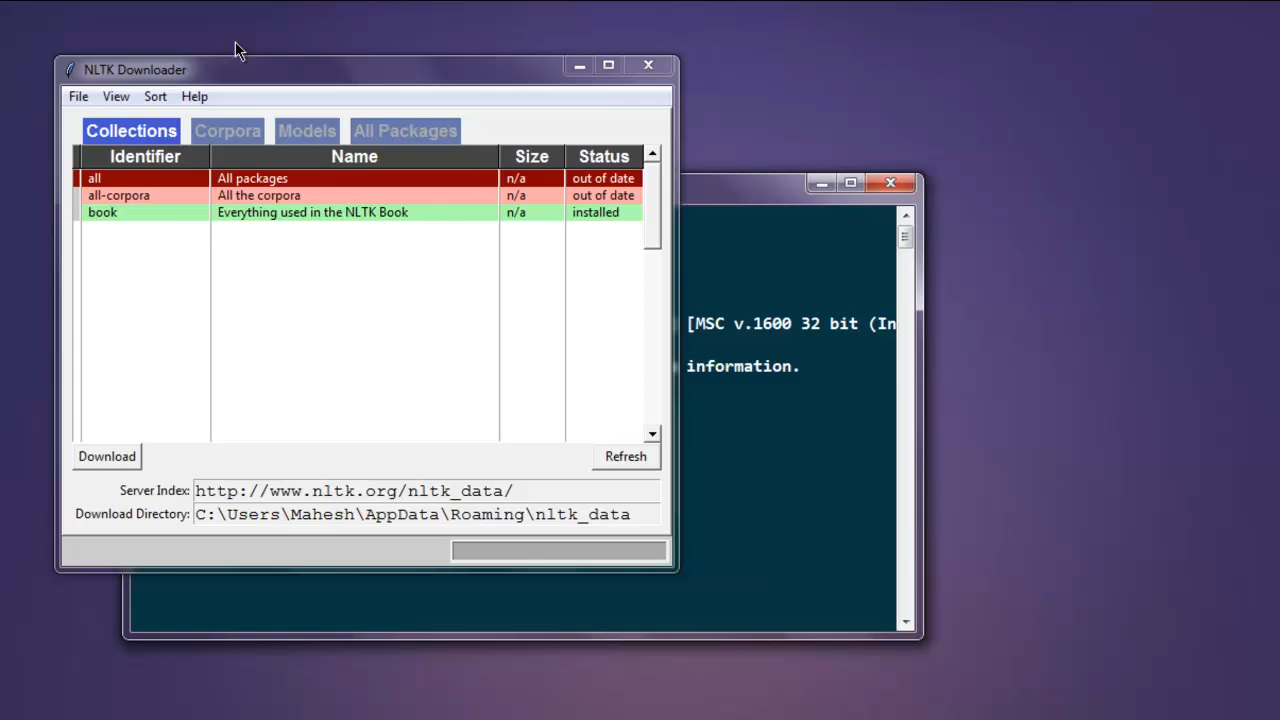 NLTK Downloader
File View Sort Help
Collections Corpora Models All Packages
Identifier Name Size Status
all All packages n/a out of date
all-corpora All the corpora n/a out of date
book Everything used in the NLTK Book n/a installed
[MSC v.1600 32 bit (In
information.
Download Refresh
Server Index: http://www.nltk.org/nltk_data/
Download Directory: C:\Users\Mahesh\AppData\Roaming\nltk_data